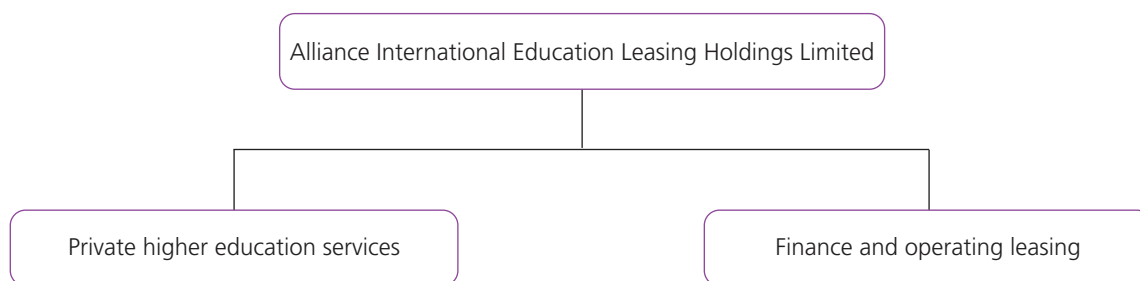 Alliance International Education Leasing Holdings Limited
Private higher education services
Finance and operating leasing